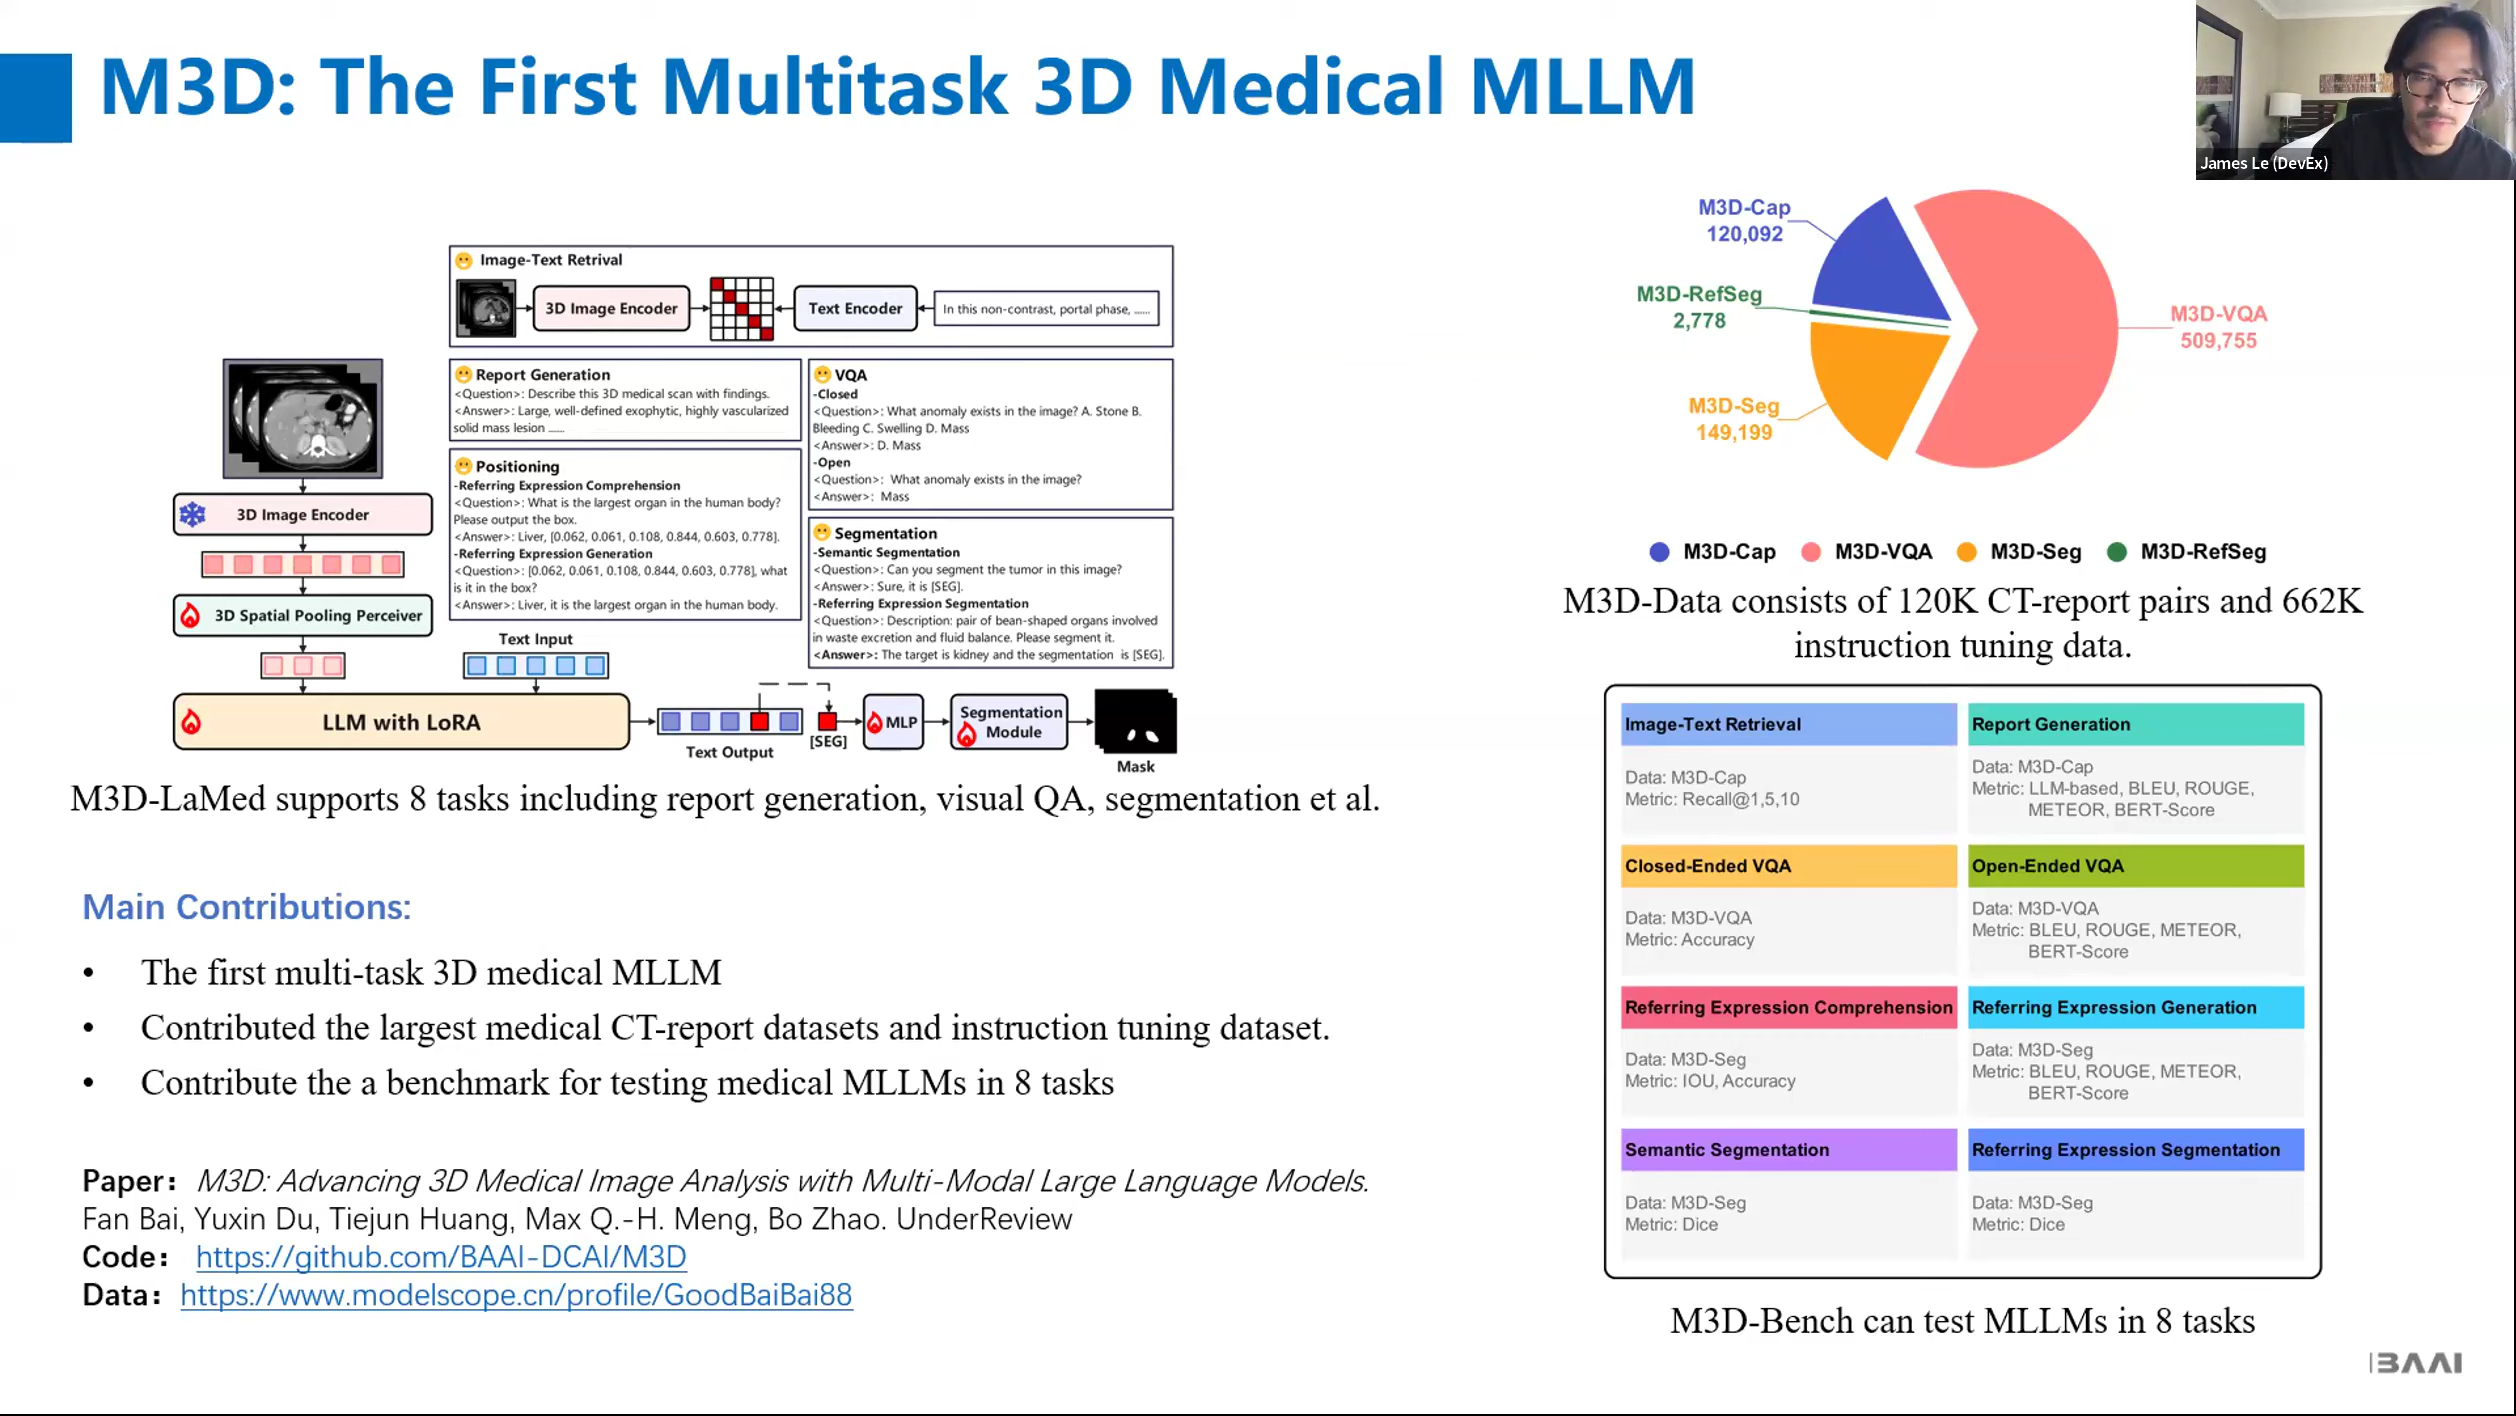 M3D: The First Multitask 3D Medical MLLM
James Le (DevEx)
Image-Text Retrival
3D Image Encoder
Text Encoder
In this non-contrast, portal phase, ......
Report Generation
<Question>: Describe this 3D medical scan with findings.
<Answer>: Large, well-defined exophytic, highly vascularized
solid mass lesion ......
Positioning
-Referring Expression Comprehension
<Question>: What is the largest organ in the human body?
Please output the box.
<Answer>: Liver, [0.062, 0.061, 0.108, 0.844, 0.603, 0.778].
-Referring Expression Generation
<Question>: [0.062, 0.061, 0.108, 0.844, 0.603, 0.778], what
is it in the box?
<Answer>: Liver, it is the largest organ in the human body.
VQA
-Closed
<Question>: What anomaly exists in the image? A. Stone B.
Bleeding C. Swelling D. Mass
<Answer>: D. Mass
-Open
<Question>: What anomaly exists in the image?
<Answer>: Mass
Segmentation
-Semantic Segmentation
<Question>: Can you segment the tumor in this image?
<Answer>: Sure, it is [SEG].
-Referring Expression Segmentation
<Question>: Description: pair of bean-shaped organs involved
in waste excretion and fluid balance. Please segment it.
<Answer>: The target is kidney and the segmentation is [SEG].
3D Image Encoder
3D Spatial Pooling Perceiver
Text Input
LLM with LoRA
Text Output
[SEG]
MLP
Segmentation
Module
Mask
M3D-LaMed supports 8 tasks including report generation, visual QA, segmentation et al.
Main Contributions:
• The first multi-task 3D medical MLLM
• Contributed the largest medical CT-report datasets and instruction tuning dataset.
• Contribute the a benchmark for testing medical MLLMs in 8 tasks
Paper：M3D: Advancing 3D Medical Image Analysis with Multi-Modal Large Language Models.
Fan Bai, Yuxin Du, Tiejun Huang, Max Q.-H. Meng, Bo Zhao. UnderReview
Code： https://github.com/BAAI-DCAI/M3D
Data：https://www.modelscope.cn/profile/GoodBaiBai88
M3D-Cap
120,092
M3D-RefSeg
2,778
M3D-Seg
149,199
M3D-VQA
509,755
M3D-Cap M3D-VQA M3D-Seg M3D-RefSeg
M3D-Data consists of 120K CT-report pairs and 662K
instruction tuning data.
Image-Text Retrieval
Data: M3D-Cap
Metric: Recall@1,5,10
Report Generation
Data: M3D-Cap
Metric: LLM-based, BLEU, ROUGE,
METEOR, BERT-Score
Closed-Ended VQA
Data: M3D-VQA
Metric: Accuracy
Open-Ended VQA
Data: M3D-VQA
Metric: BLEU, ROUGE, METEOR,
BERT-Score
Referring Expression Comprehension
Data: M3D-Seg
Metric: IOU, Accuracy
Referring Expression Generation
Data: M3D-Seg
Metric: BLEU, ROUGE, METEOR,
BERT-Score
Semantic Segmentation
Data: M3D-Seg
Metric: Dice
Referring Expression Segmentation
Data: M3D-Seg
Metric: Dice
M3D-Bench can test MLLMs in 8 tasks
BAAI